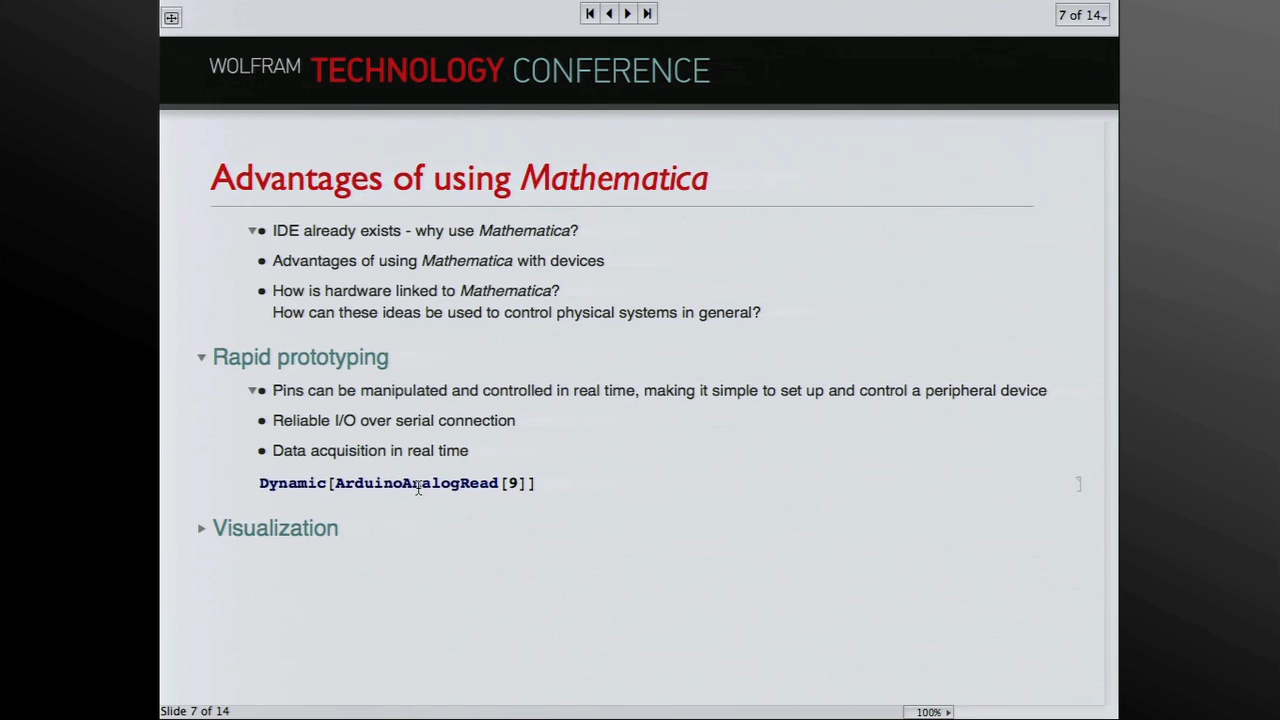 7 of 14
WOLFRAM TECHNOLOGY CONFERENCE
Advantages of using Mathematica
IDE already exists - why use Mathematica?
Advantages of using Mathematica with devices
How is hardware linked to Mathematica?
How can these ideas be used to control physical systems in general?
Rapid prototyping
Pins can be manipulated and controlled in real time, making it simple to set up and control a peripheral device
Reliable I/O over serial connection
Data acquisition in real time
Dynamic[ArduinoAnalogRead[9]]
Visualization
Slide 7 of 14
100%